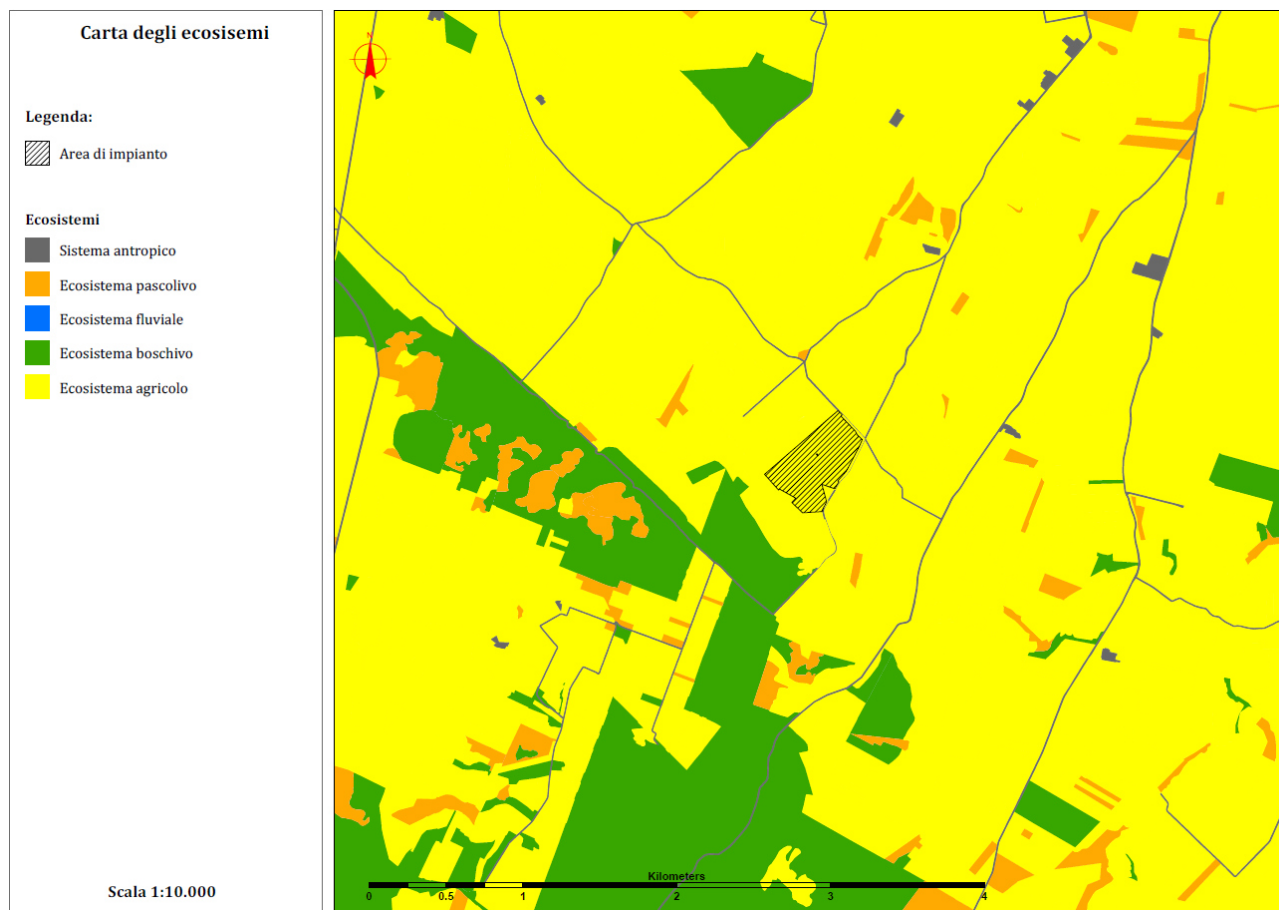 Carta degli ecosisemi
Legenda:
Area di impianto
Ecosistemi
Sistema antropico
Ecosistema pascolivo
Ecosistema fluviale
Ecosistema boschivo
Ecosistema agricolo
Scala 1:10.000
N
Kilometers
0 0.5 1 2 3 4